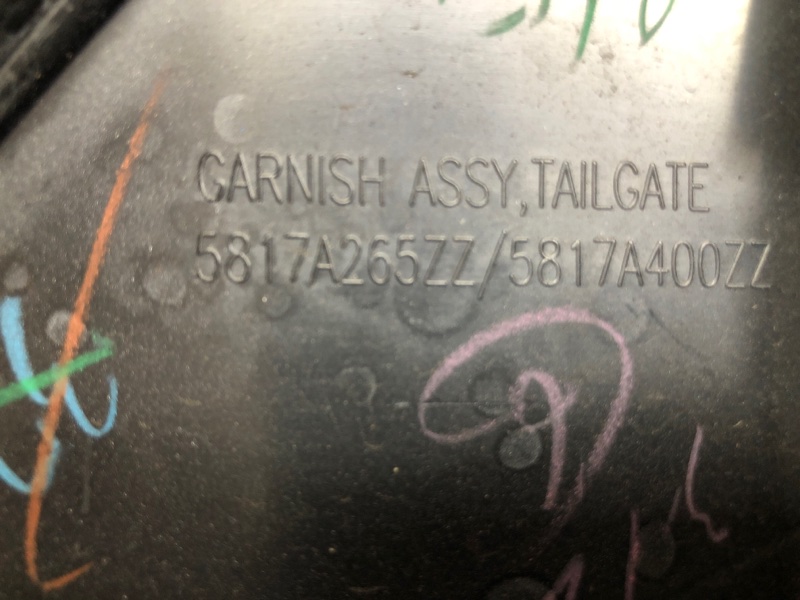 GARNISH ASSY,TAILGATE
5817A265ZZ/5817A400ZZ